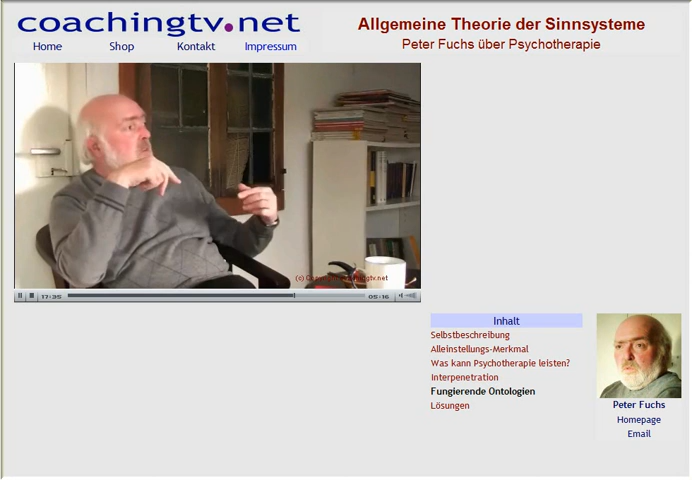 coachingtv.net
Home Shop Kontakt Impressum
Allgemeine Theorie der Sinnsysteme
Peter Fuchs über Psychotherapie
17:35 05:16
Inhalt
Selbstbeschreibung
Alleinstellungs-Merkmal
Was kann Psychotherapie leisten?
Interpenetration
Fungierende Ontologien
Lösungen
Peter Fuchs
Homepage
Email